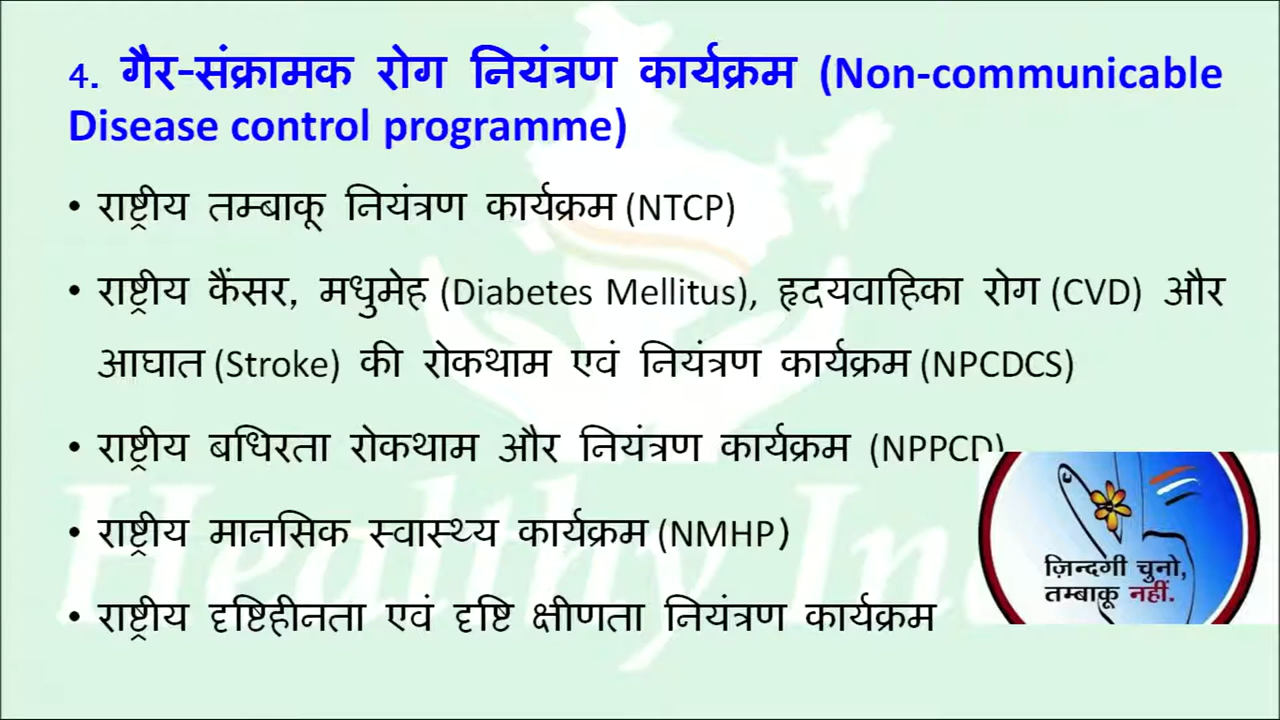 4. गैर-संक्रामक रोग नियंत्रण कार्यक्रम (Non-communicable
Disease control programme)
• राष्ट्रीय तम्बाकू नियंत्रण कार्यक्रम (NTCP)
• राष्ट्रीय कैंसर, मधुमेह (Diabetes Mellitus), हृदयवाहिका रोग (CVD) और
आघात (Stroke) की रोकथाम एवं नियंत्रण कार्यक्रम (NPCDCS)
• राष्ट्रीय बधिरता रोकथाम और नियंत्रण कार्यक्रम (NPPCD)
• राष्ट्रीय मानसिक स्वास्थ्य कार्यक्रम (NMHP)
• राष्ट्रीय दृष्टिहीनता एवं दृष्टि क्षीणता नियंत्रण कार्यक्रम
ज़िन्दगी चुनो,
तम्बाकू नहीं.
Healthy In